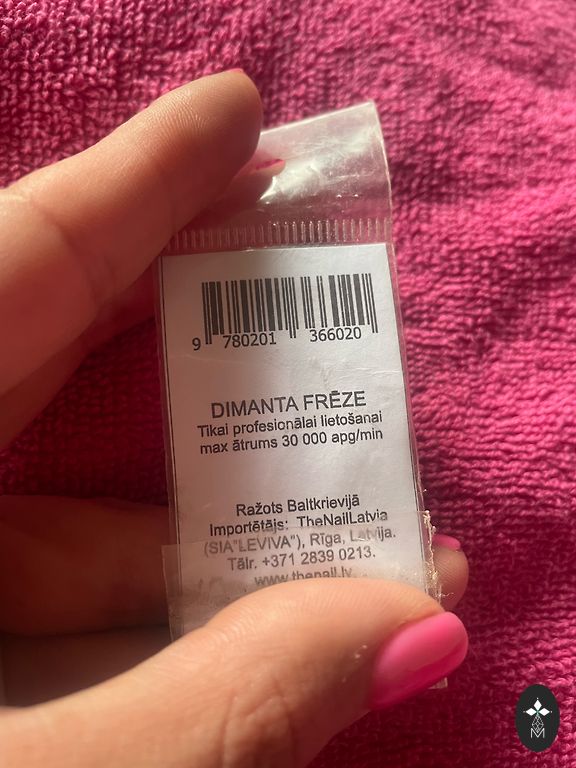 9 780201 366020
DIMANTA FRĒZE
Tikai profesionālai lietošanai
max ātrums 30 000 apg/min
Ražots Baltkrievijā
Importētājs: TheNailLatvia
(SIA"LEVIVA"), Rīga, Latvija.
Tālr. +371 2839 0213.
www.thenail.lv
M